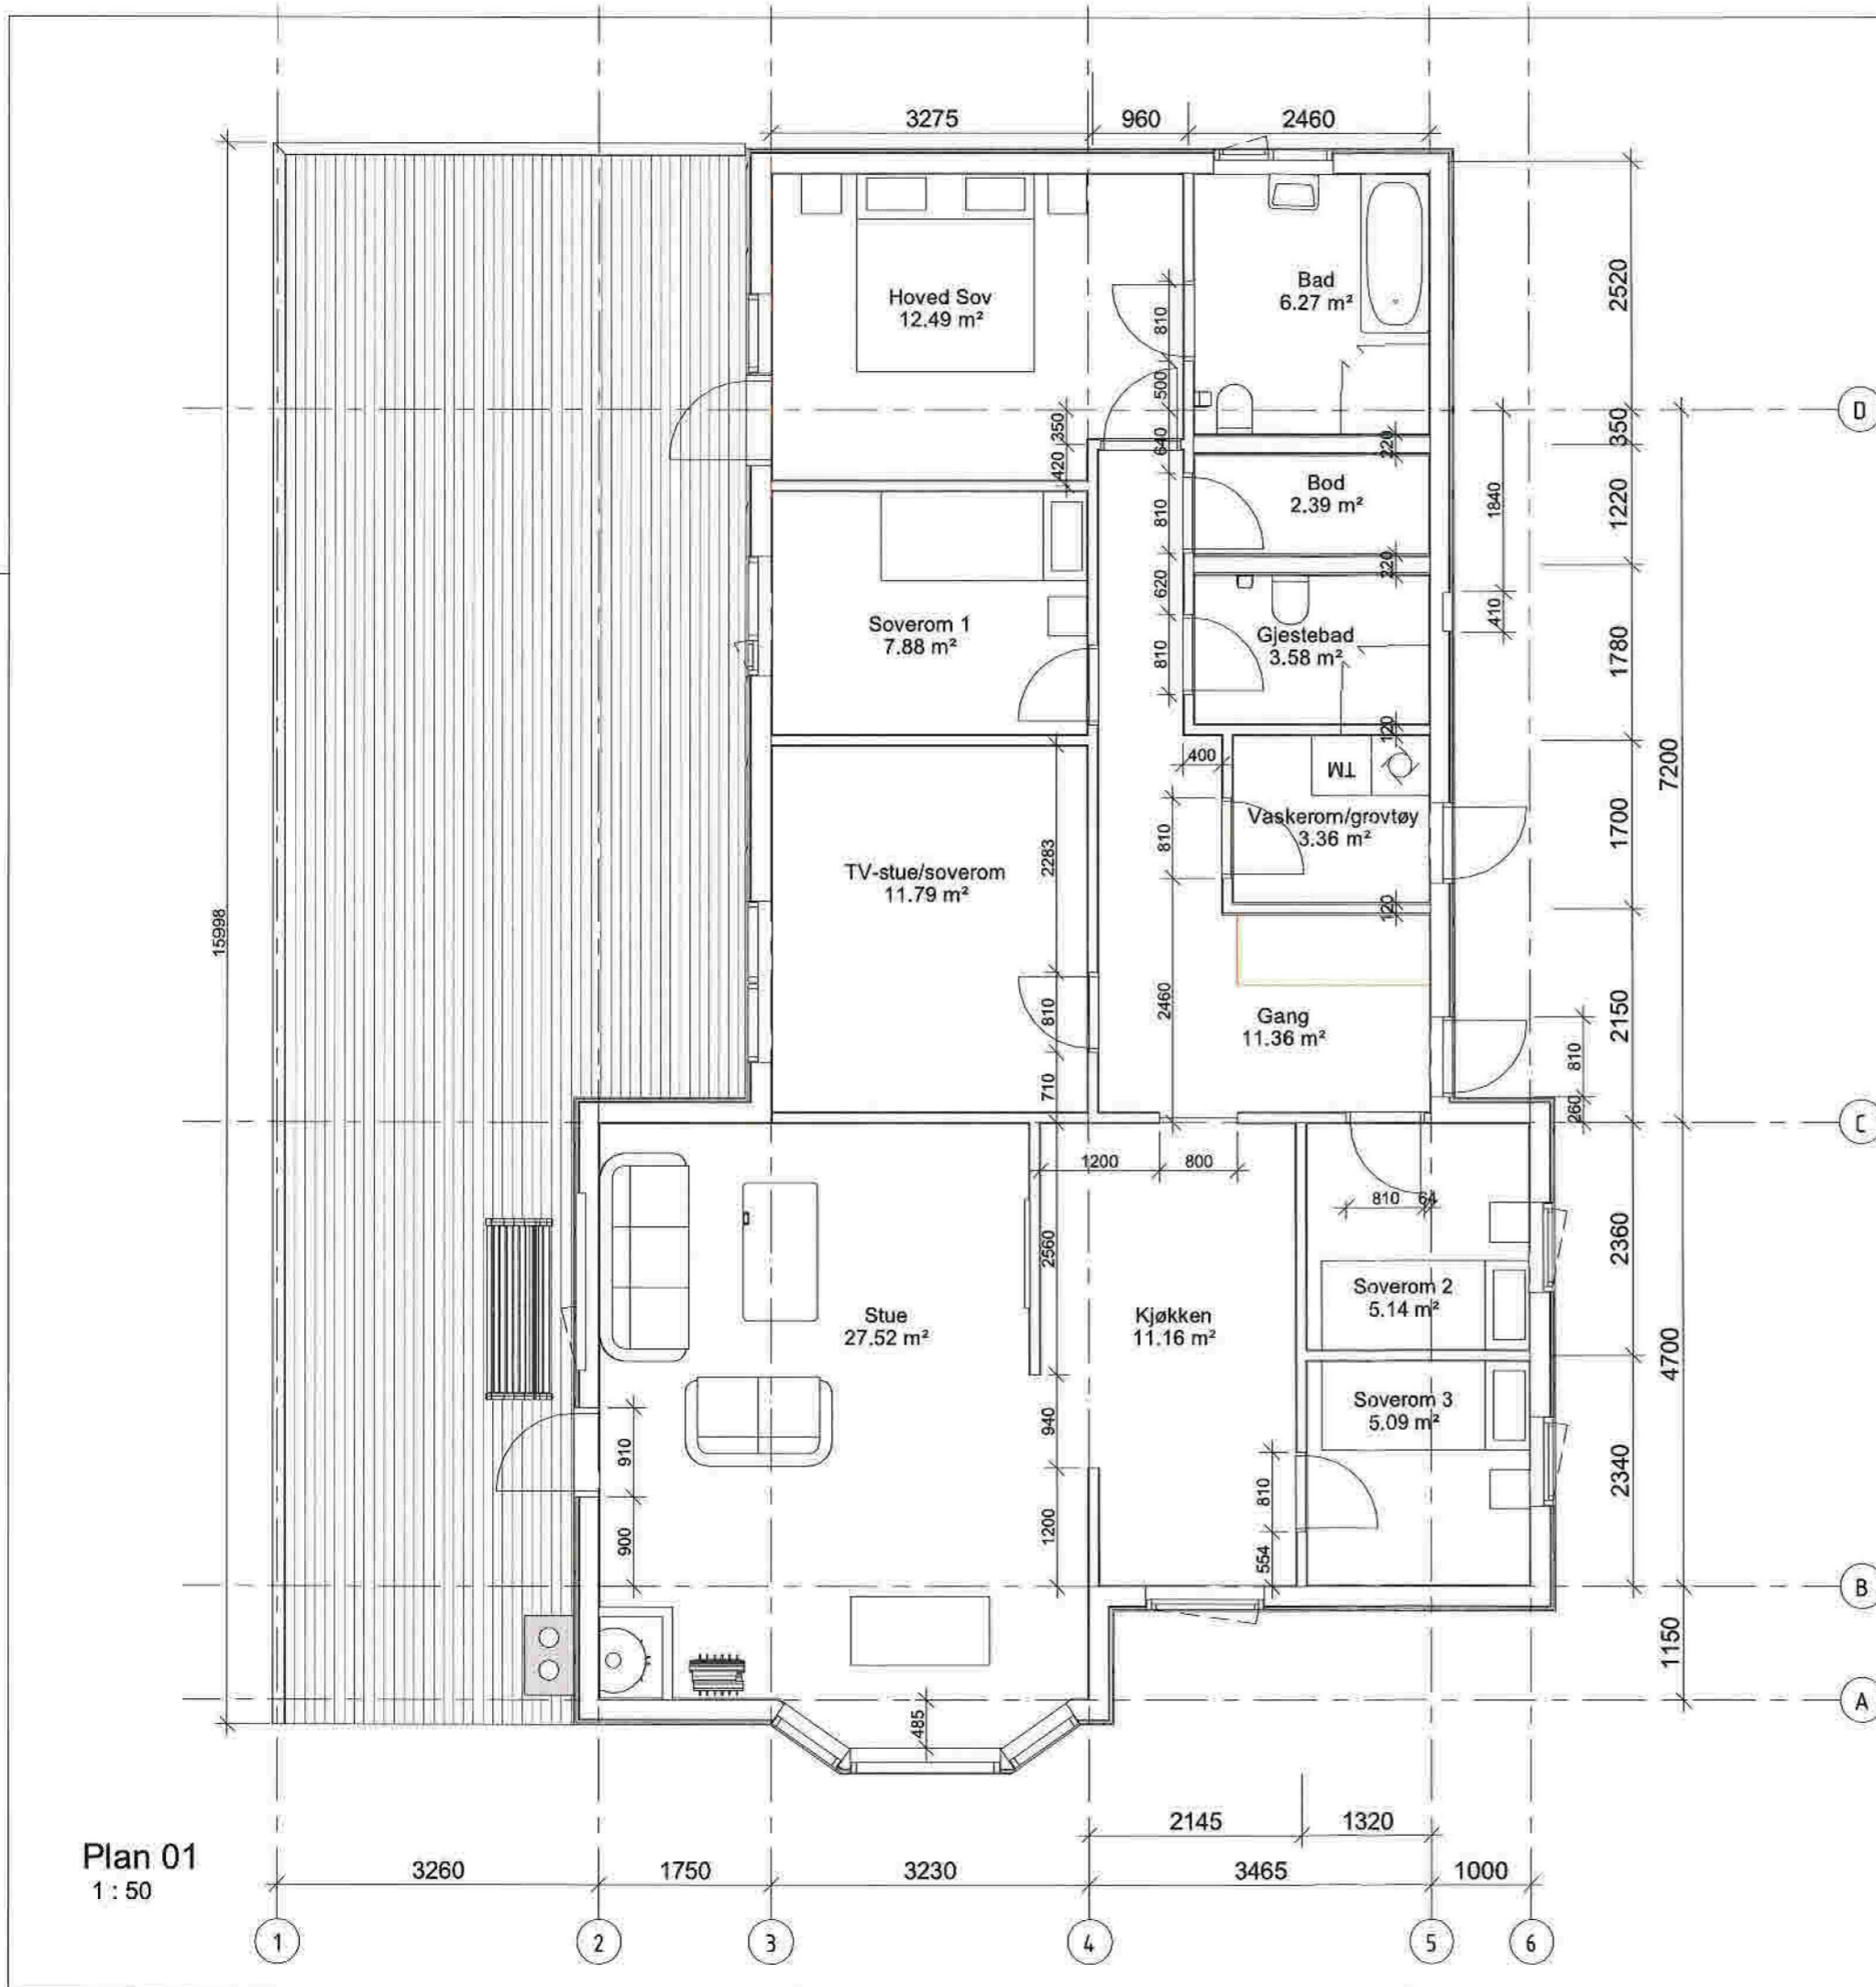 3275
960
2460
2520
Hoved Sov
12.49 m²
Bad
6.27 m²
810
500
D
350
350
640
420
220
Bod
2.39 m²
1840
1220
810
220
620
410
Soverom 1
7.88 m²
Gjestebad
3.58 m²
810
1780
120
400
TM
7200
Vaskerom/grovtøy
3.36 m²
1700
810
2283
TV-stue/soverom
11.79 m²
15998
120
2460
810
Gang
11.36 m²
2150
810
710
260
C
1200
800
810
64
2560
2360
Soverom 2
5.14 m²
Stue
27.52 m²
Kjøkken
11.16 m²
4700
Soverom 3
5.09 m²
940
910
2340
810
1200
900
554
B
1150
A
485
2145
1320
Plan 01
1 : 50
3260
1750
3230
3465
1000
1
2
3
4
5
6